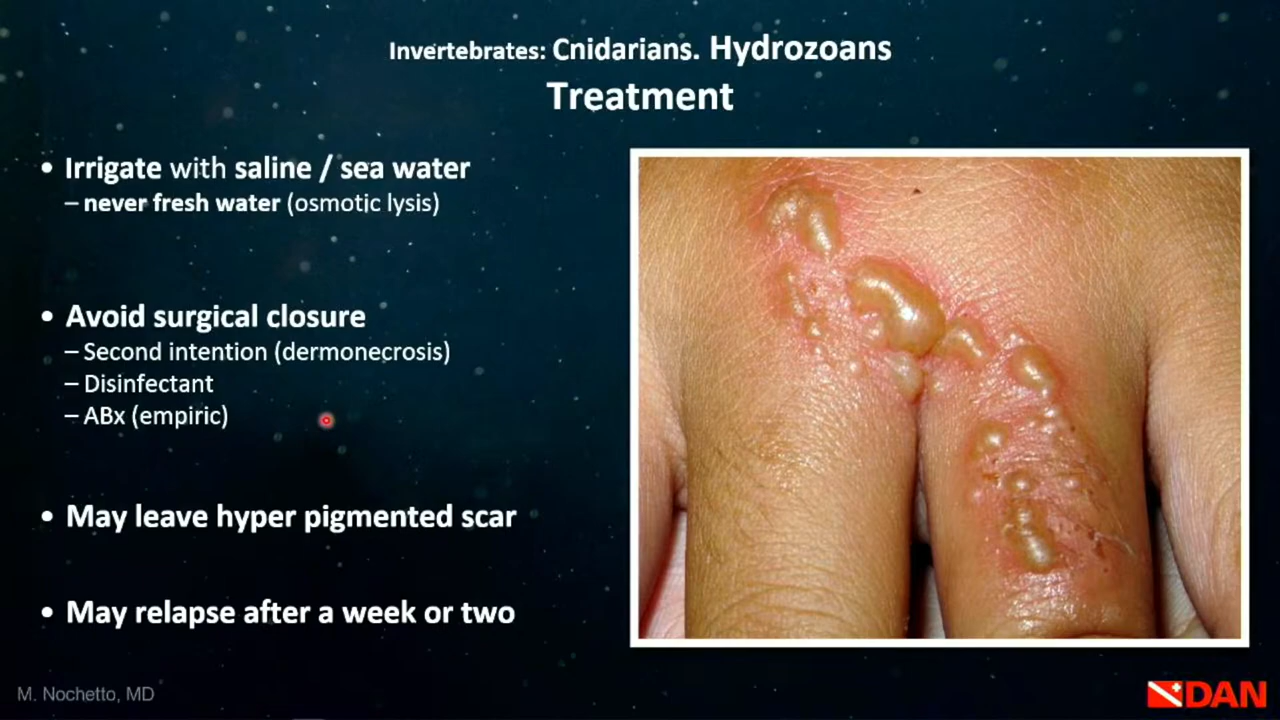 Invertebrates: Cnidarians. Hydrozoans
Treatment
• Irrigate with saline / sea water
– never fresh water (osmotic lysis)
• Avoid surgical closure
– Second intention (dermonecrosis)
– Disinfectant
– ABx (empiric)
• May leave hyper pigmented scar
• May relapse after a week or two
M. Nochetto, MD
DAN